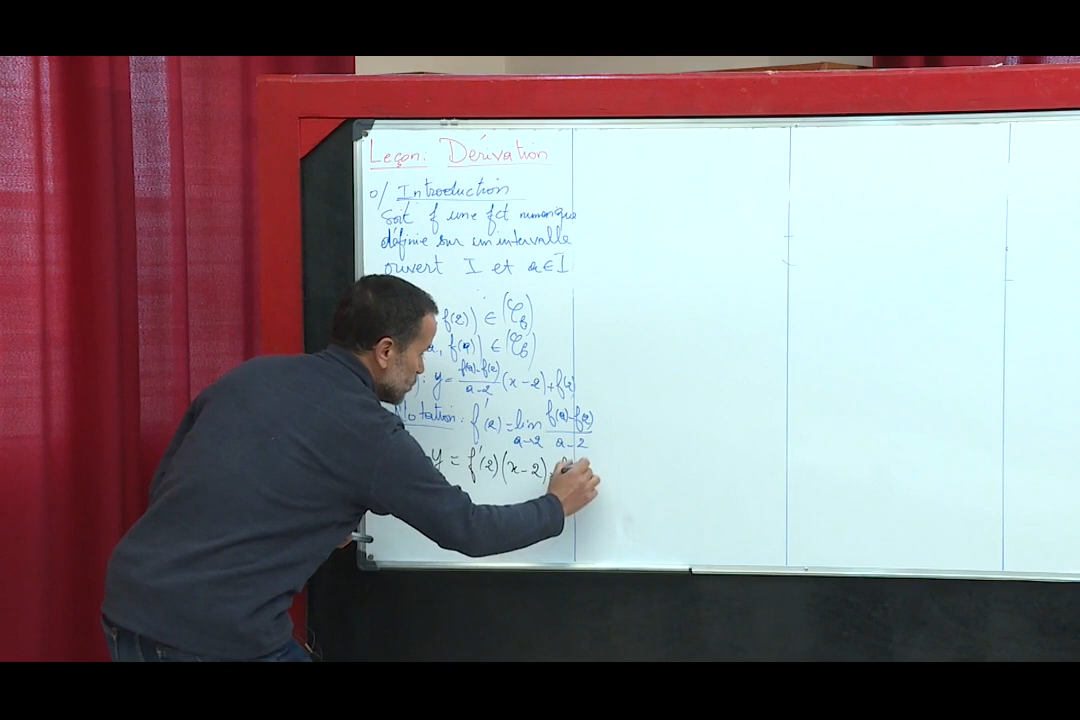 Leçon: Dérivation
0/ Introduction
Soit f une fct numérique
définie sur un intervalle
ouvert I et a ∈ I
f(2)) ∈ (𝒞f)
a, f(a)) ∈ (𝒞f)
: y = (f(a)-f(2))/(a-2) (x-2) + f(2)
Notation: f'(2) = lim a→2 (f(a)-f(2))/(a-2)
y = f'(2)(x-2) + f